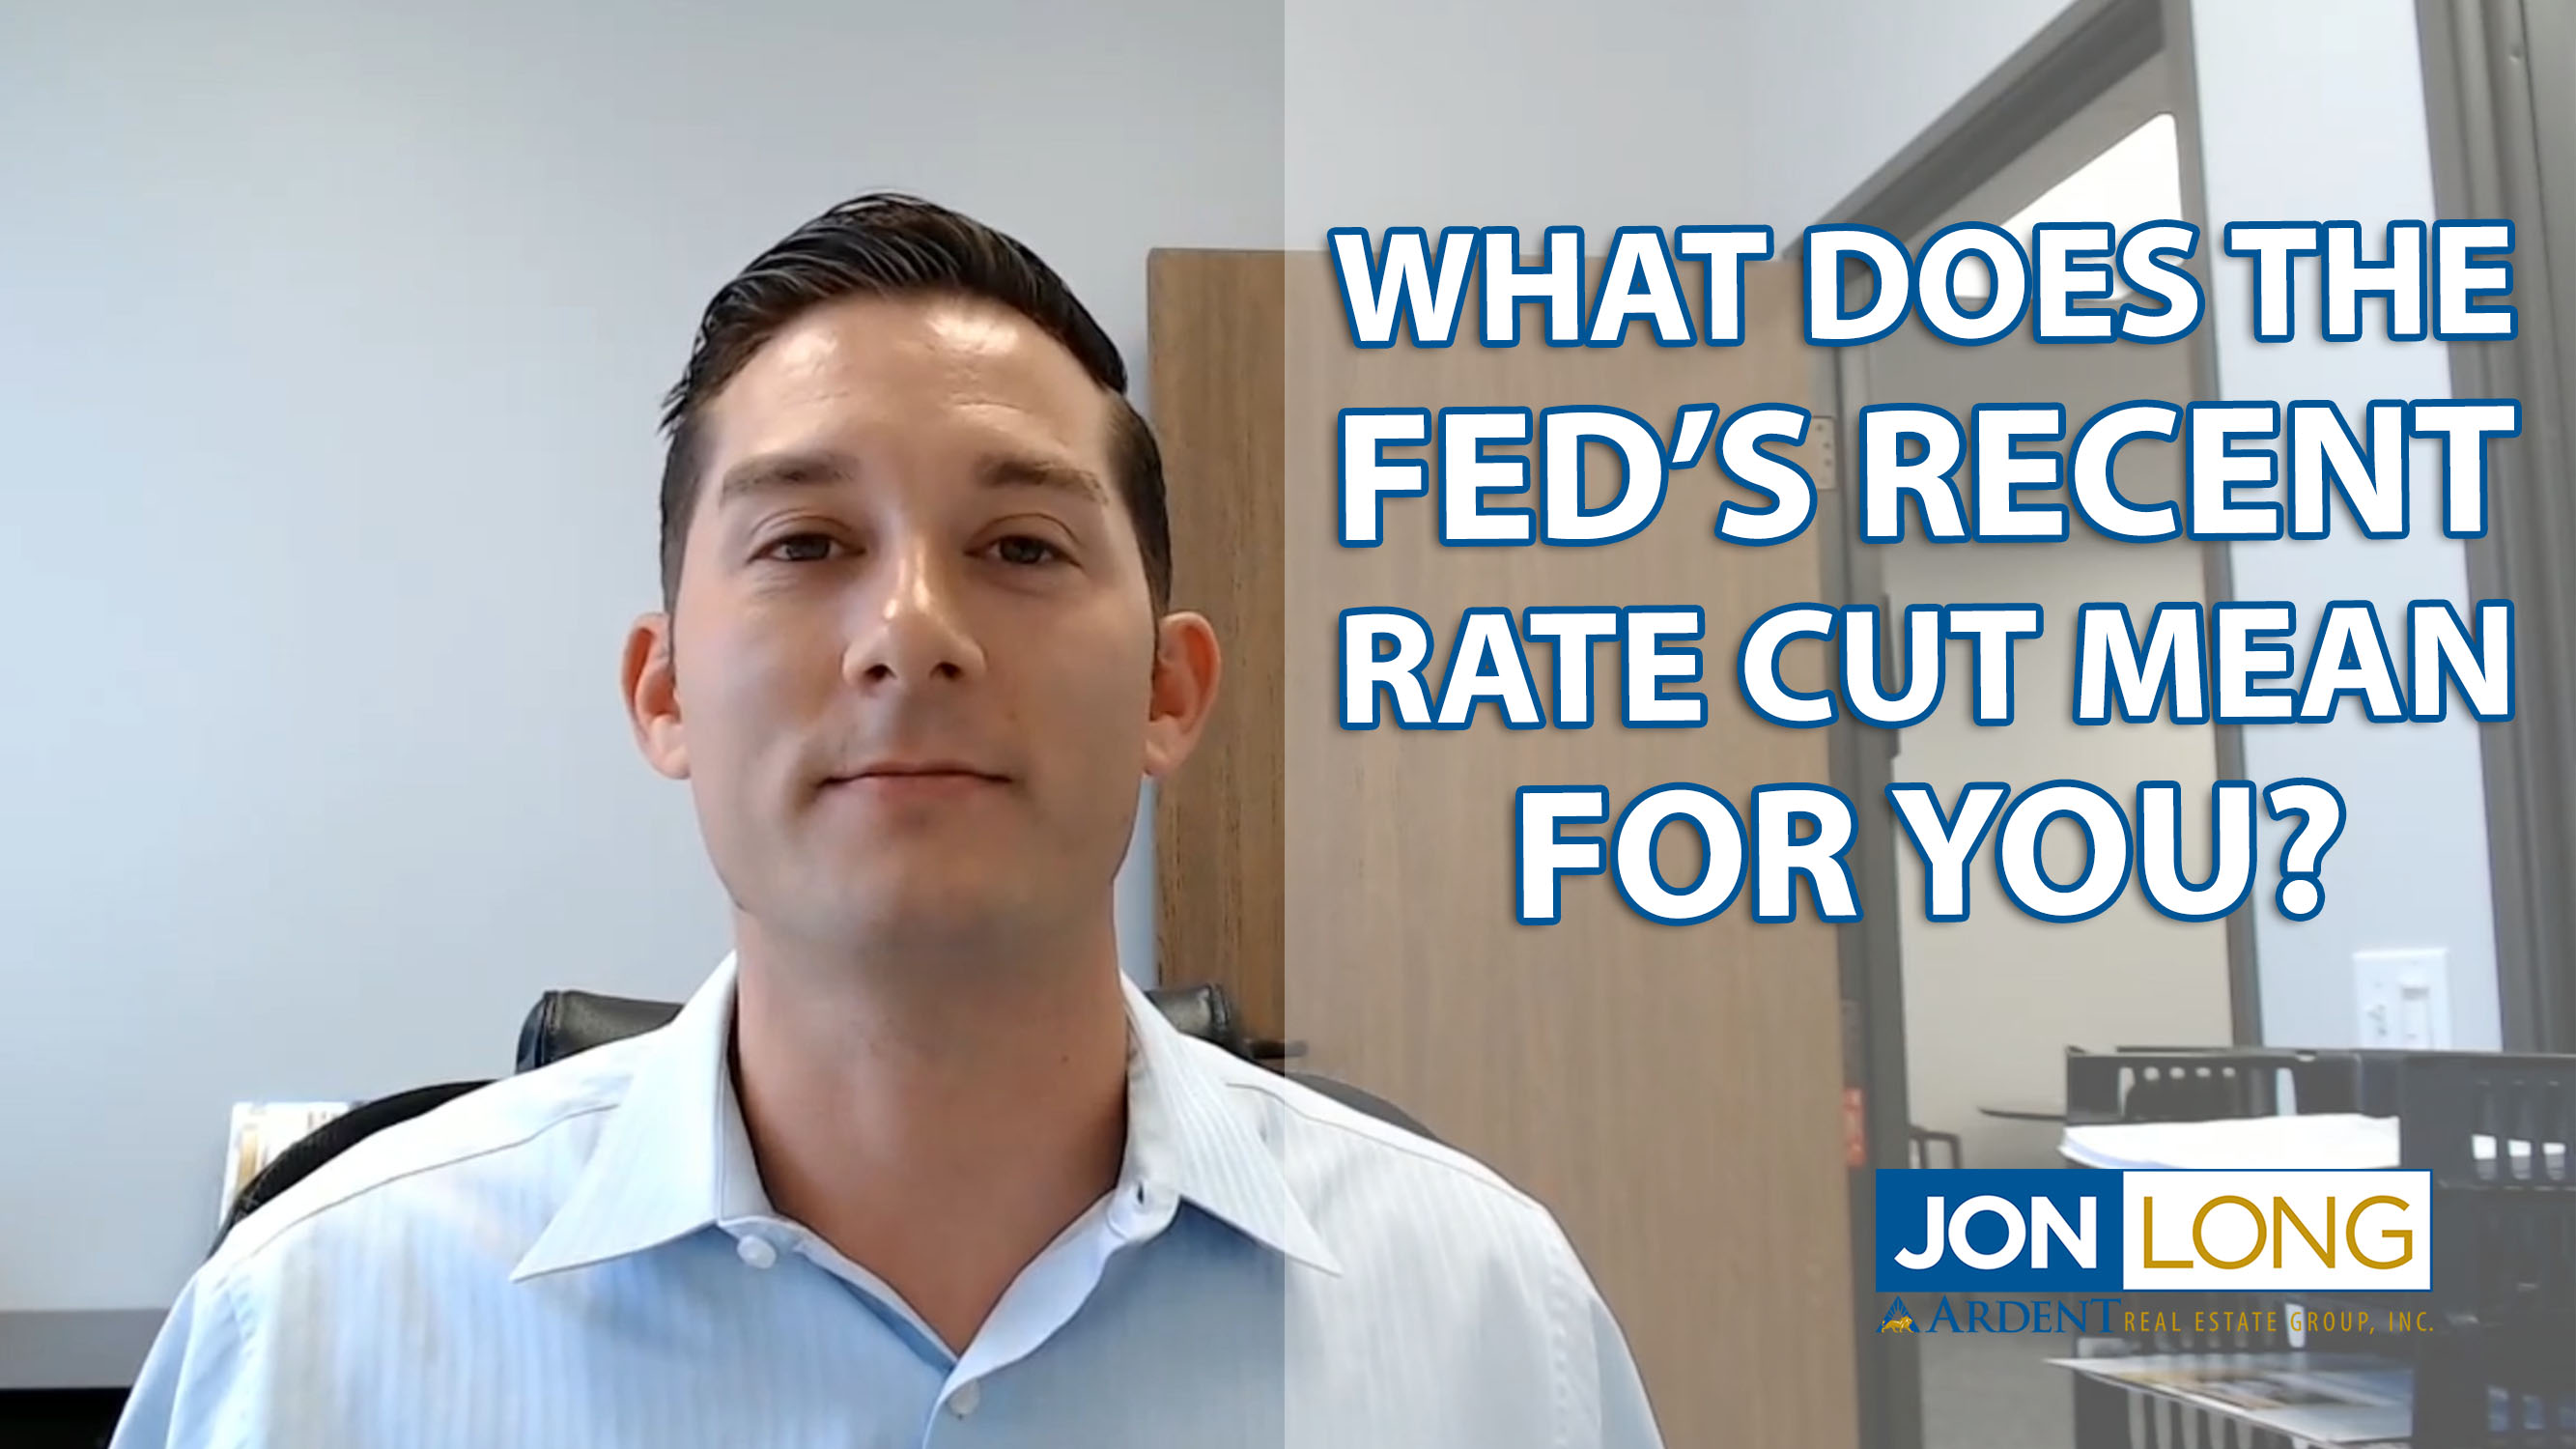 WHAT DOES THE
FED'S RECENT
RATE CUT MEAN
FOR YOU?
JON LONG
ARDENT REAL ESTATE GROUP, INC.